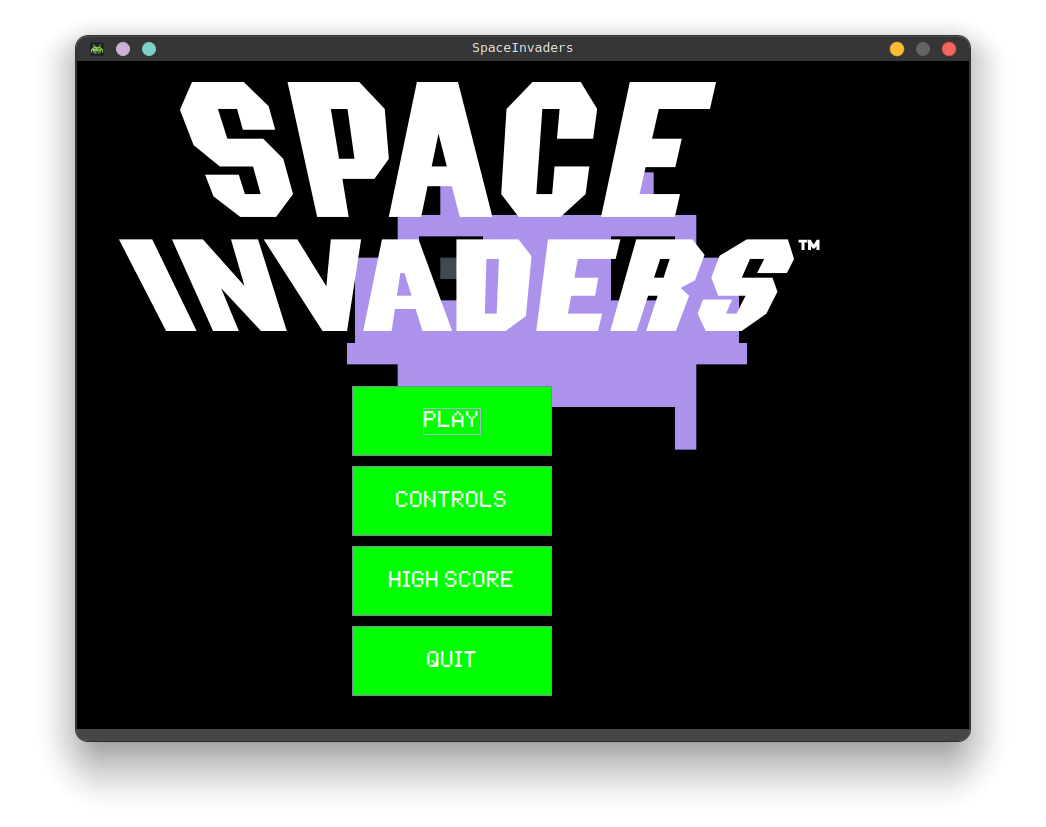 SpaceInvaders
SPACE
INVADERS™
PLAY
CONTROLS
HIGH SCORE
QUIT